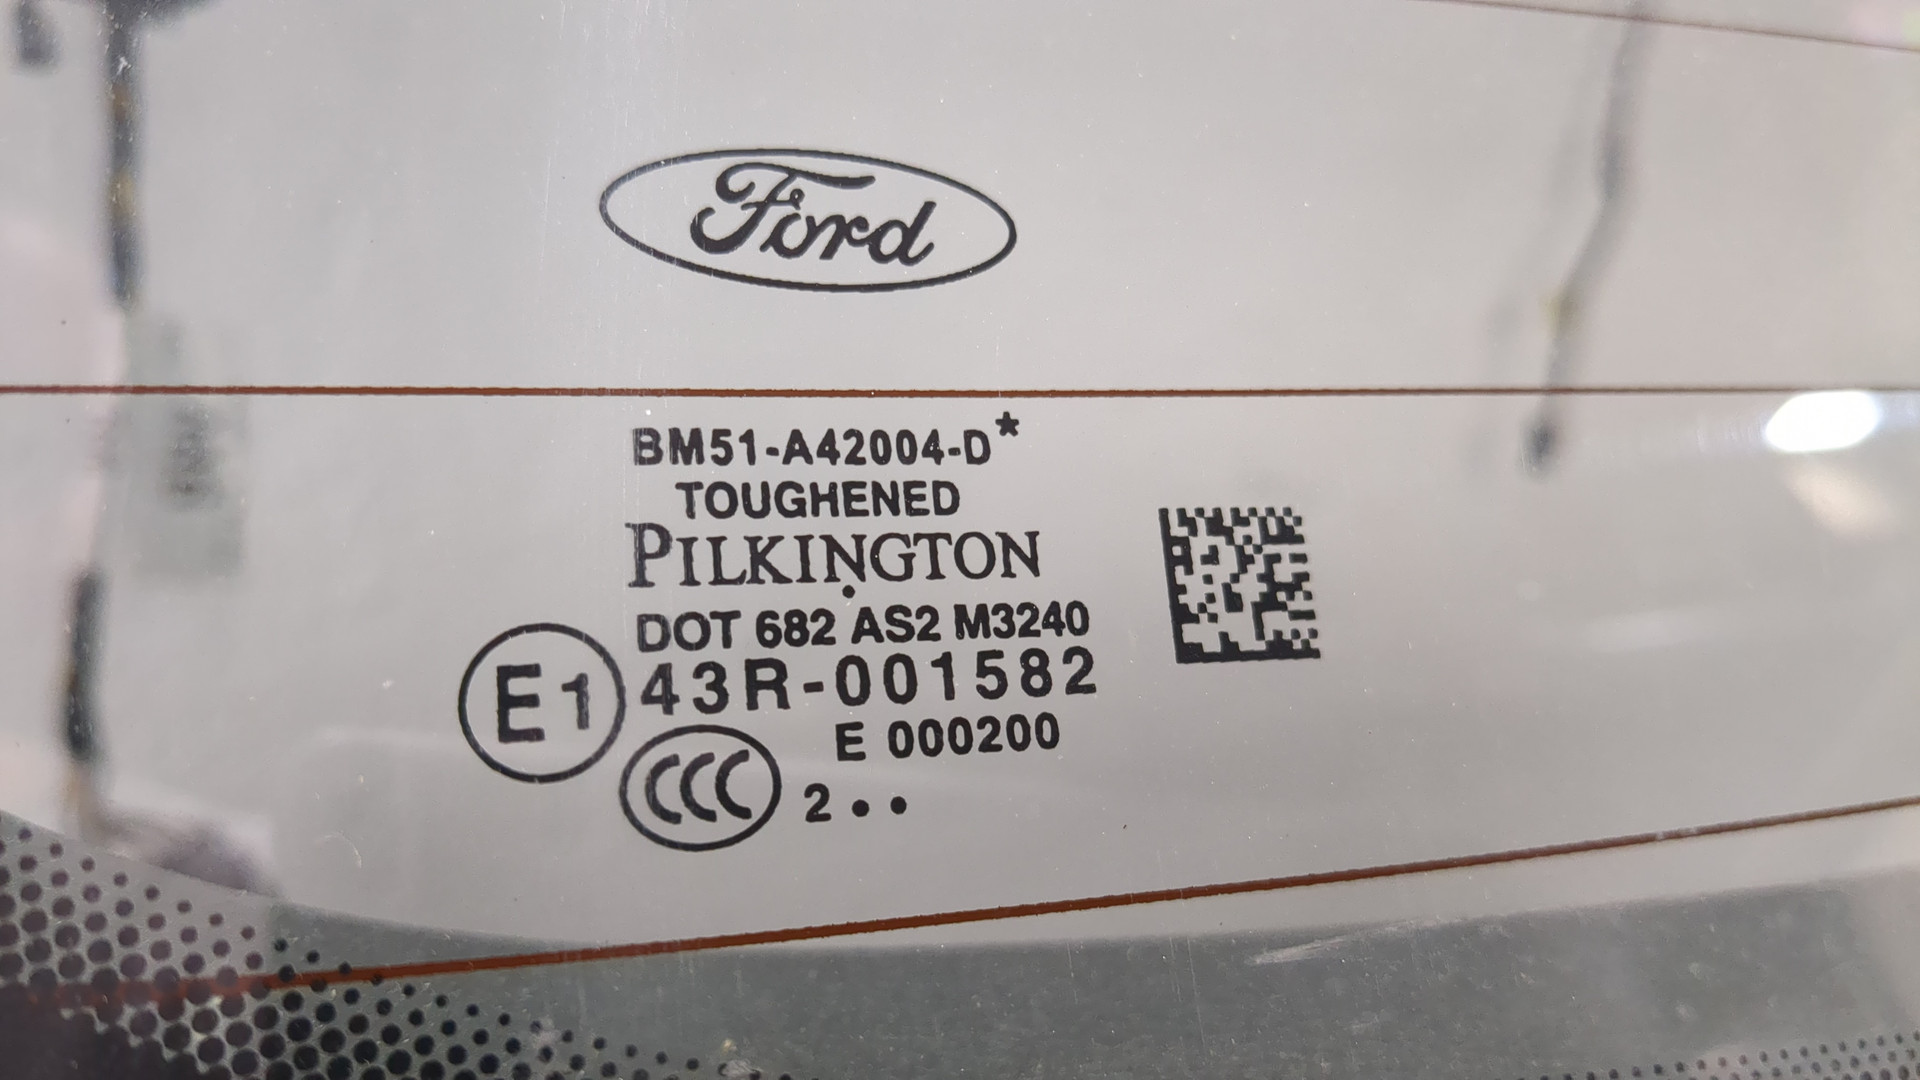 Ford
BM51-A42004-D*
TOUGHENED
PILKINGTON
DOT 682 AS2 M3240
E1 43R-001582
E 000200
CCC 2••